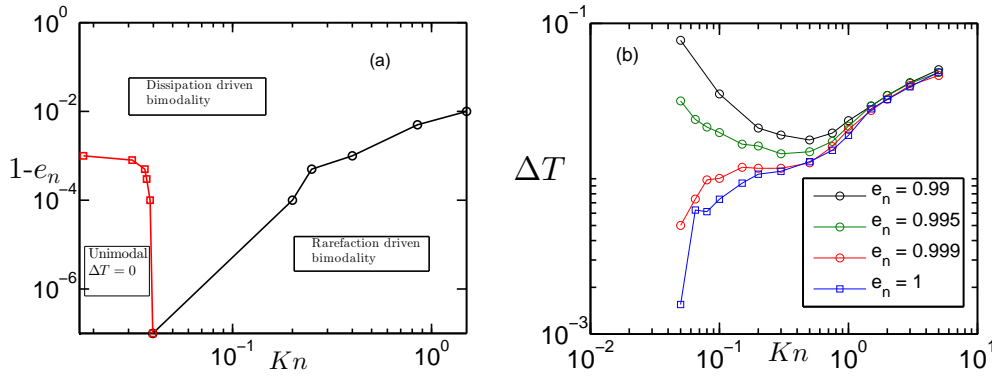 10^0
10^-2
10^-4
10^-6
1-e_n
(a)
Dissipation driven
bimodality
Unimodal
ΔT = 0
Rarefaction driven
bimodality
10^-1
10^0
Kn
10^-1
ΔT
10^-3
(b)
e_n = 0.99
e_n = 0.995
e_n = 0.999
e_n = 1
10^-2
10^-1
10^0
10^1
Kn